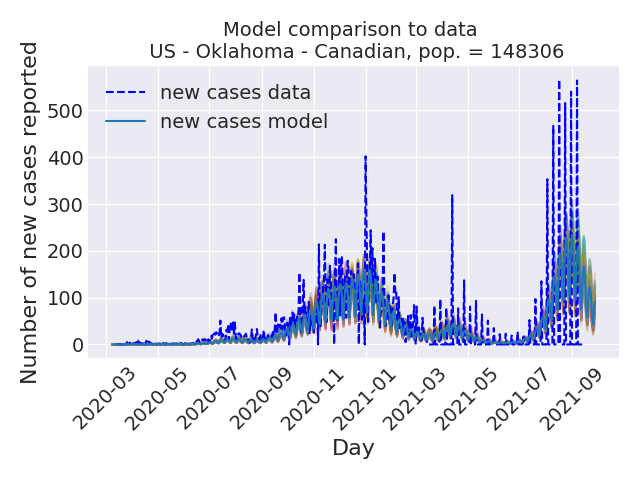 Model comparison to data
US - Oklahoma - Canadian, pop. = 148306
Number of new cases reported
new cases data
new cases model
500
400
300
200
100
0
2020-03
2020-05
2020-07
2020-09
2020-11
2021-01
2021-03
2021-05
2021-07
2021-09
Day